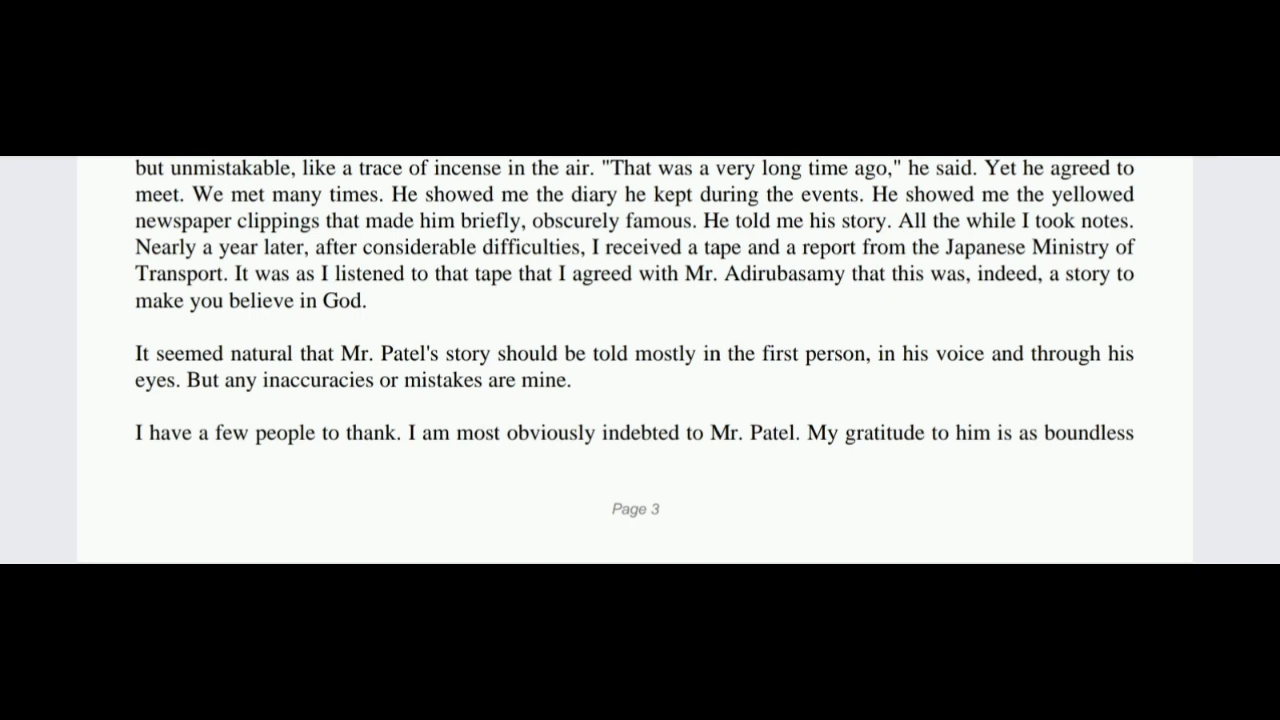 but unmistakable, like a trace of incense in the air. "That was a very long time ago," he said. Yet he agreed to
meet. We met many times. He showed me the diary he kept during the events. He showed me the yellowed
newspaper clippings that made him briefly, obscurely famous. He told me his story. All the while I took notes.
Nearly a year later, after considerable difficulties, I received a tape and a report from the Japanese Ministry of
Transport. It was as I listened to that tape that I agreed with Mr. Adirubasamy that this was, indeed, a story to
make you believe in God.
It seemed natural that Mr. Patel's story should be told mostly in the first person, in his voice and through his
eyes. But any inaccuracies or mistakes are mine.
I have a few people to thank. I am most obviously indebted to Mr. Patel. My gratitude to him is as boundless
Page 3